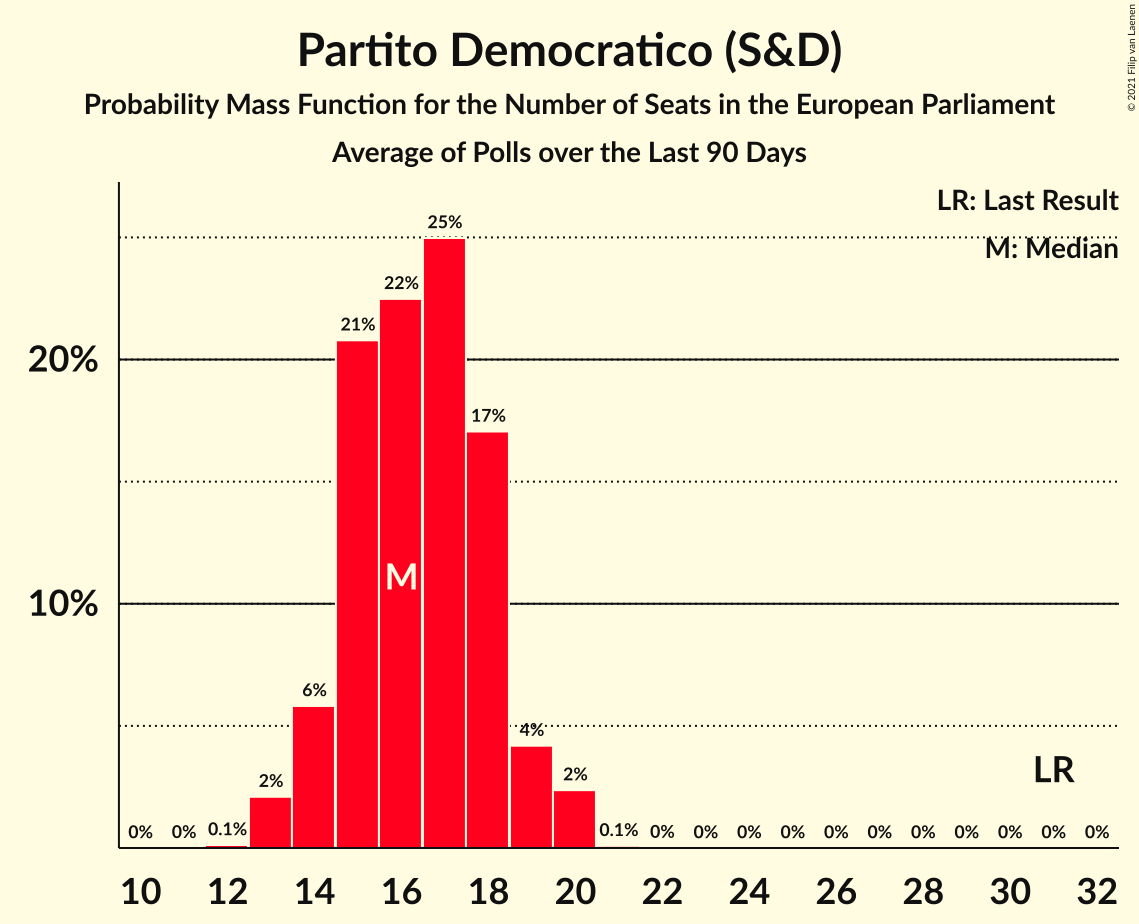 Partito Democratico (S&D)
Probability Mass Function for the Number of Seats in the European Parliament
Average of Polls over the Last 90 Days
© 2021 Filip van Laenen
LR: Last Result
M: Median
20%
10%
0% 0% 0.1% 2% 6% 21% 22% 25% 17% 4% 2% 0.1% 0% 0% 0% 0% 0% 0% 0% 0% 0% 0% 0%
M
LR
10 12 14 16 18 20 22 24 26 28 30 32